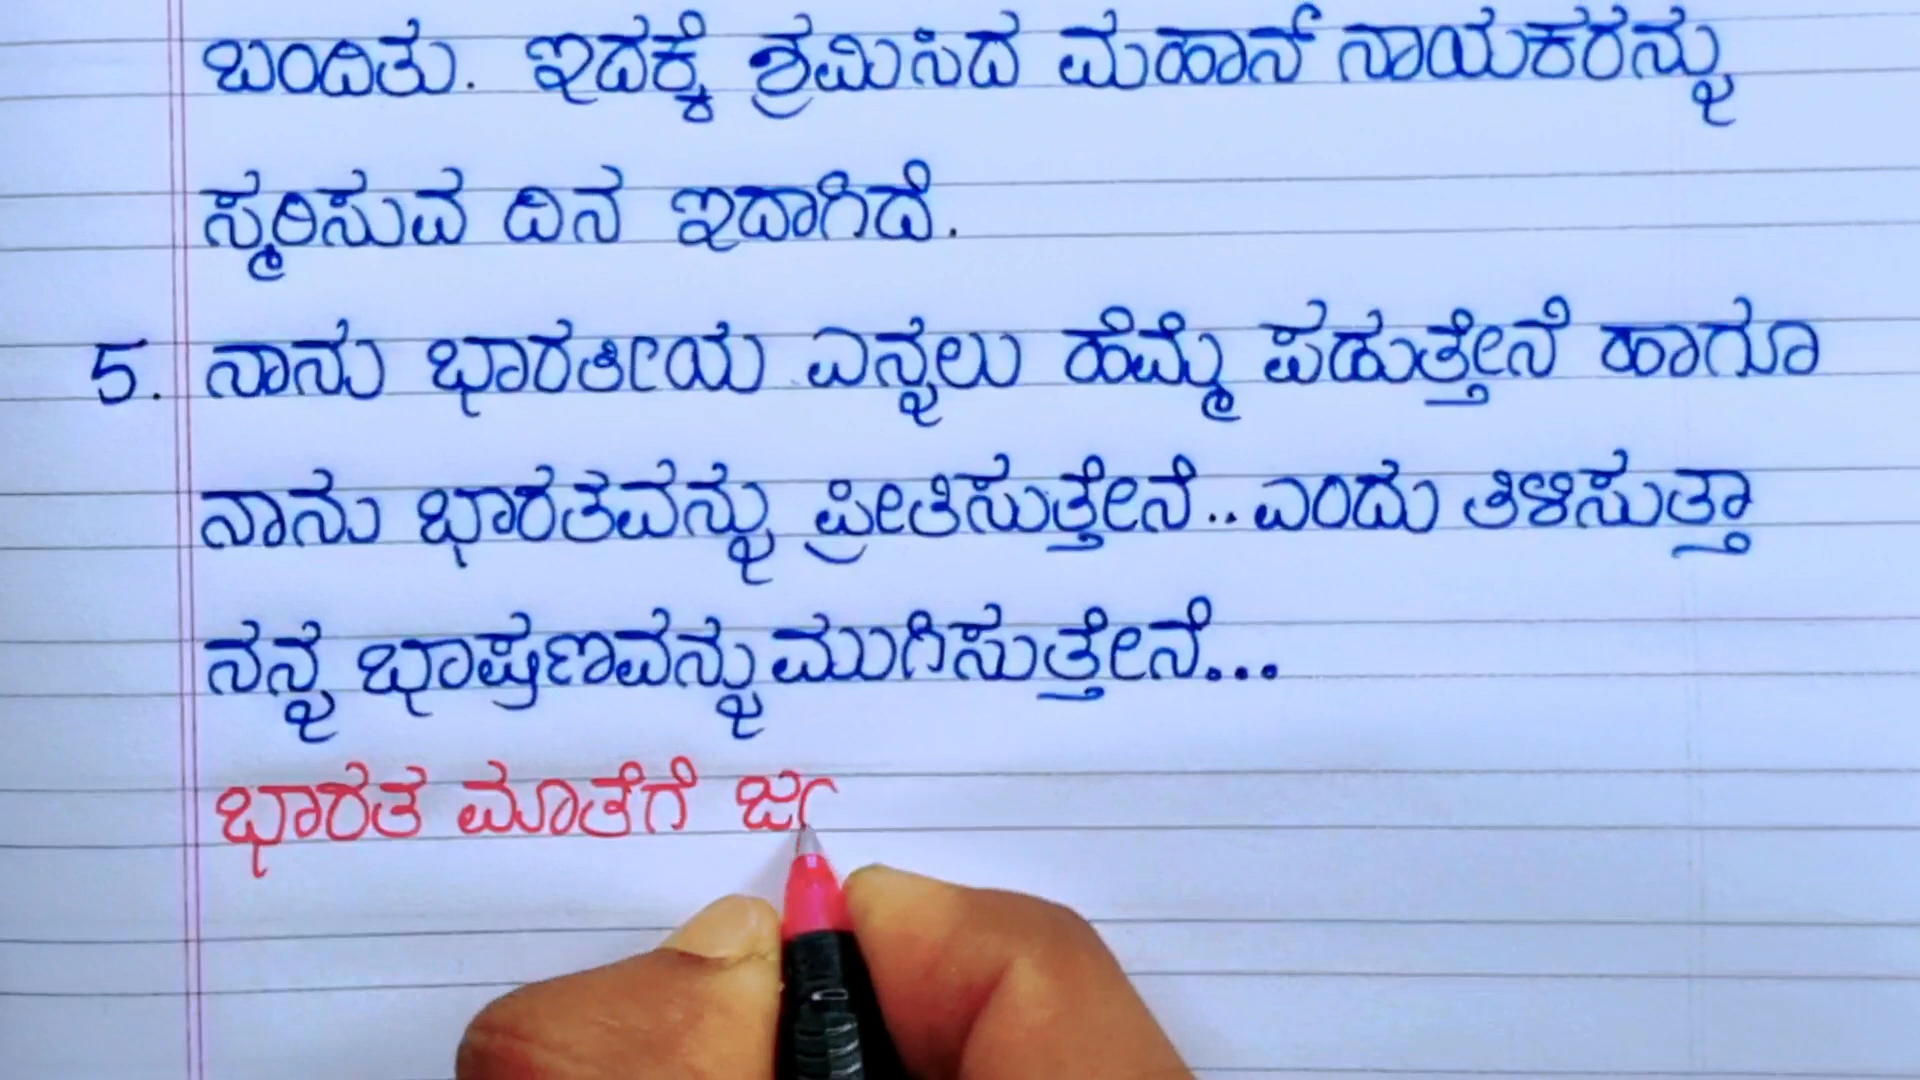 ಬಂದಿತು. ಇದಕ್ಕೆ ಶ್ರಮಿಸಿದ ಮಹಾನ್ ನಾಯಕರನ್ನು
ಸ್ಮರಿಸುವ ದಿನ ಇದಾಗಿದೆ.
5. ನಾನು ಭಾರತೀಯ ಎನ್ನಲು ಹೆಮ್ಮೆ ಪಡುತ್ತೇನೆ ಹಾಗೂ
ನಾನು ಭಾರತವನ್ನು ಪ್ರೀತಿಸುತ್ತೇನೆ.. ಎಂದು ತಿಳಿಸುತ್ತಾ
ನನ್ನ ಭಾಷಣವನ್ನು ಮುಗಿಸುತ್ತೇನೆ...
ಭಾರತ ಮಾತೆಗೆ